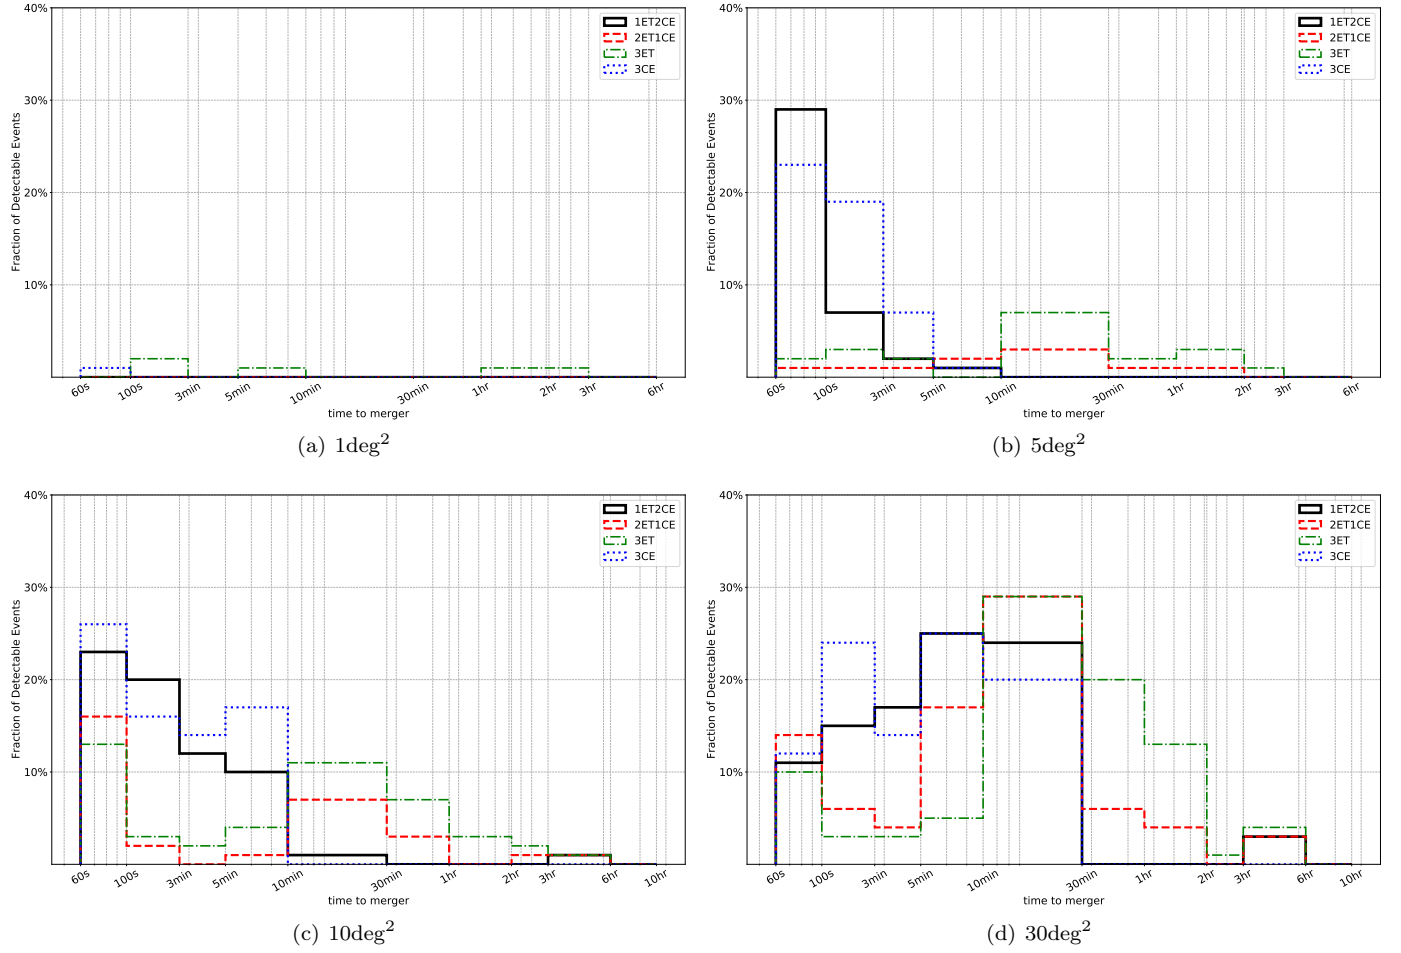 40%
30%
20%
10%
Fraction of Detectable Events
1ET2CE
2ET1CE
3ET
3CE
60s 100s 3min 5min 10min 30min 1hr 2hr 3hr 6hr
time to merger
(a) 1deg²
40%
30%
20%
10%
Fraction of Detectable Events
1ET2CE
2ET1CE
3ET
3CE
60s 100s 3min 5min 10min 30min 1hr 2hr 3hr 6hr
time to merger
(b) 5deg²
40%
30%
20%
10%
Fraction of Detectable Events
1ET2CE
2ET1CE
3ET
3CE
60s 100s 3min 5min 10min 30min 1hr 2hr 3hr 6hr 10hr
time to merger
(c) 10deg²
40%
30%
20%
10%
Fraction of Detectable Events
1ET2CE
2ET1CE
3ET
3CE
60s 100s 3min 5min 10min 30min 1hr 2hr 3hr 6hr 10hr
time to merger
(d) 30deg²